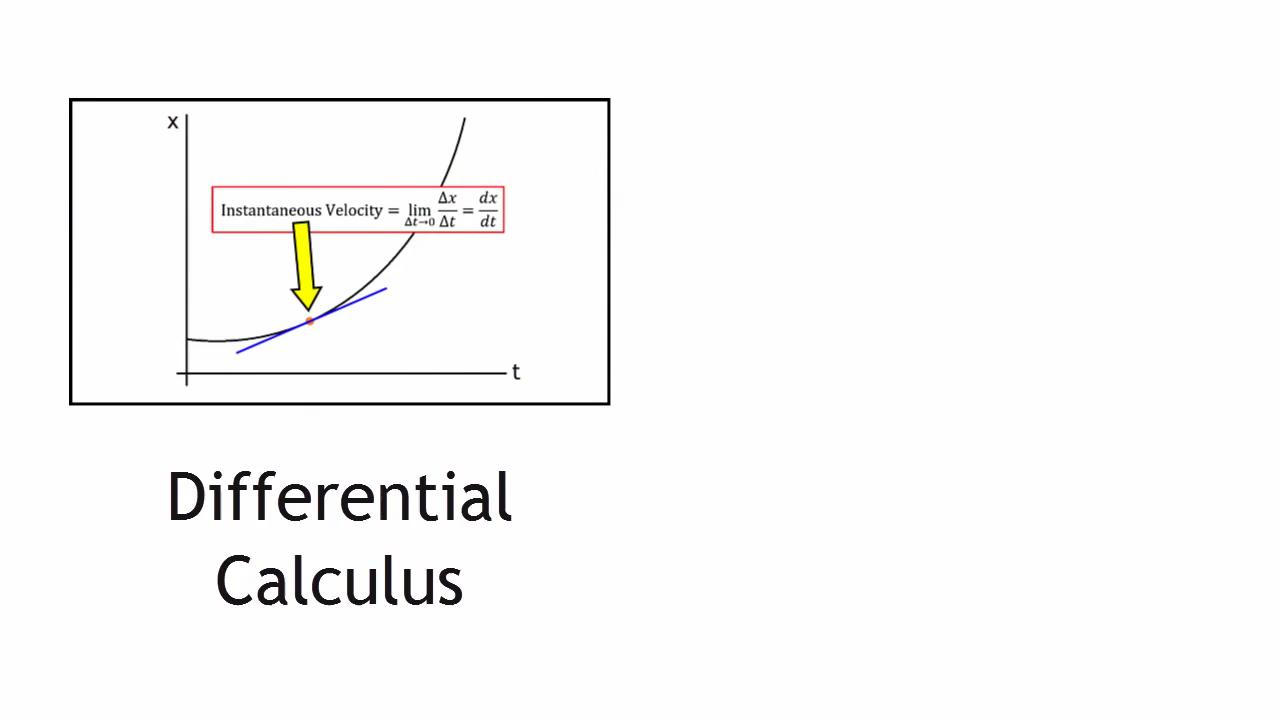 x
Instantaneous Velocity = lim Δt→0 Δx/Δt = dx/dt
t
Differential
Calculus